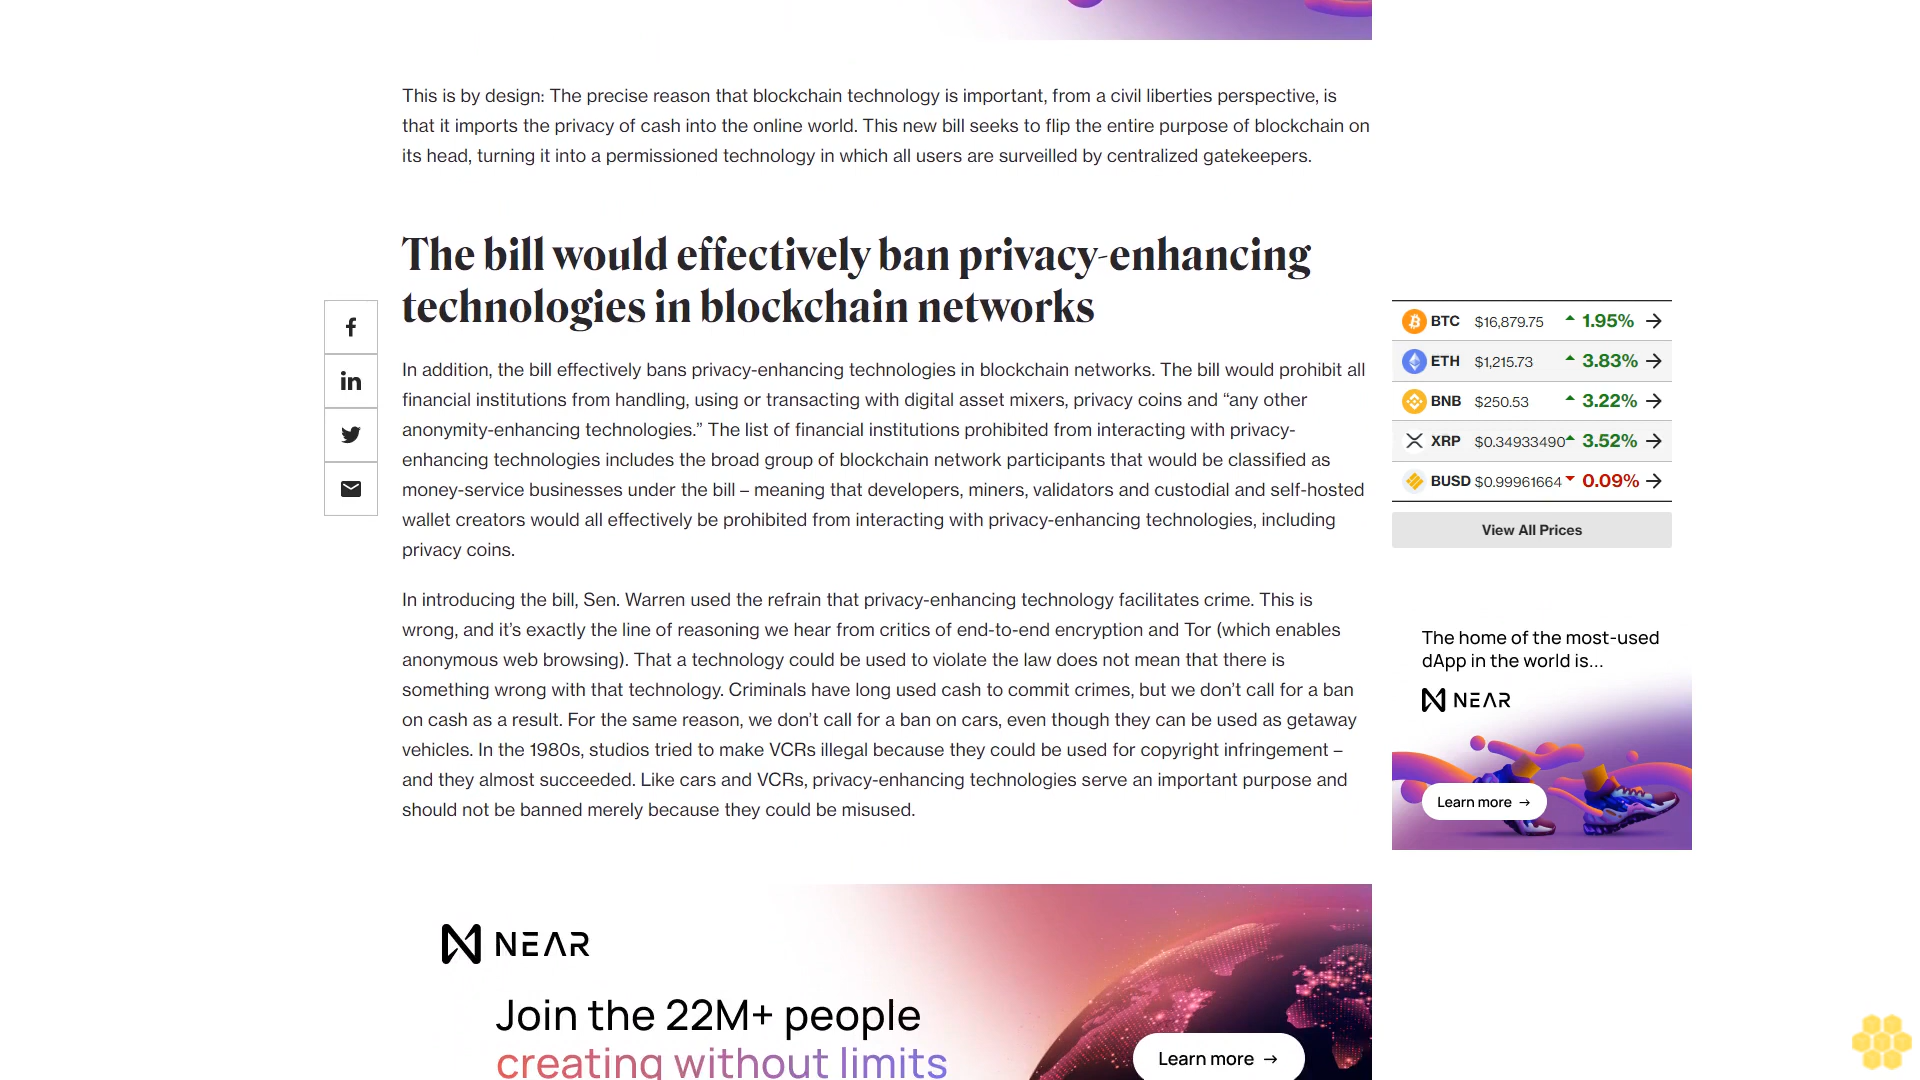 This is by design: The precise reason that blockchain technology is important, from a civil liberties perspective, is
that it imports the privacy of cash into the online world. This new bill seeks to flip the entire purpose of blockchain on
its head, turning it into a permissioned technology in which all users are surveilled by centralized gatekeepers.
The bill would effectively ban privacy-enhancing
technologies in blockchain networks
In addition, the bill effectively bans privacy-enhancing technologies in blockchain networks. The bill would prohibit all
financial institutions from handling, using or transacting with digital asset mixers, privacy coins and “any other
anonymity-enhancing technologies.” The list of financial institutions prohibited from interacting with privacy-
enhancing technologies includes the broad group of blockchain network participants that would be classified as
money-service businesses under the bill – meaning that developers, miners, validators and custodial and self-hosted
wallet creators would all effectively be prohibited from interacting with privacy-enhancing technologies, including
privacy coins.
In introducing the bill, Sen. Warren used the refrain that privacy-enhancing technology facilitates crime. This is
wrong, and it’s exactly the line of reasoning we hear from critics of end-to-end encryption and Tor (which enables
anonymous web browsing). That a technology could be used to violate the law does not mean that there is
something wrong with that technology. Criminals have long used cash to commit crimes, but we don’t call for a ban
on cash as a result. For the same reason, we don’t call for a ban on cars, even though they can be used as getaway
vehicles. In the 1980s, studios tried to make VCRs illegal because they could be used for copyright infringement –
and they almost succeeded. Like cars and VCRs, privacy-enhancing technologies serve an important purpose and
should not be banned merely because they could be misused.
NEAR
Join the 22M+ people
creating without limits
Learn more →
BTC $16,879.75 1.95%
ETH $1,215.73 3.83%
BNB $250.53 3.22%
XRP $0.34933490 3.52%
BUSD $0.99961664 0.09%
View All Prices
The home of the most-used
dApp in the world is...
NEAR
Learn more →